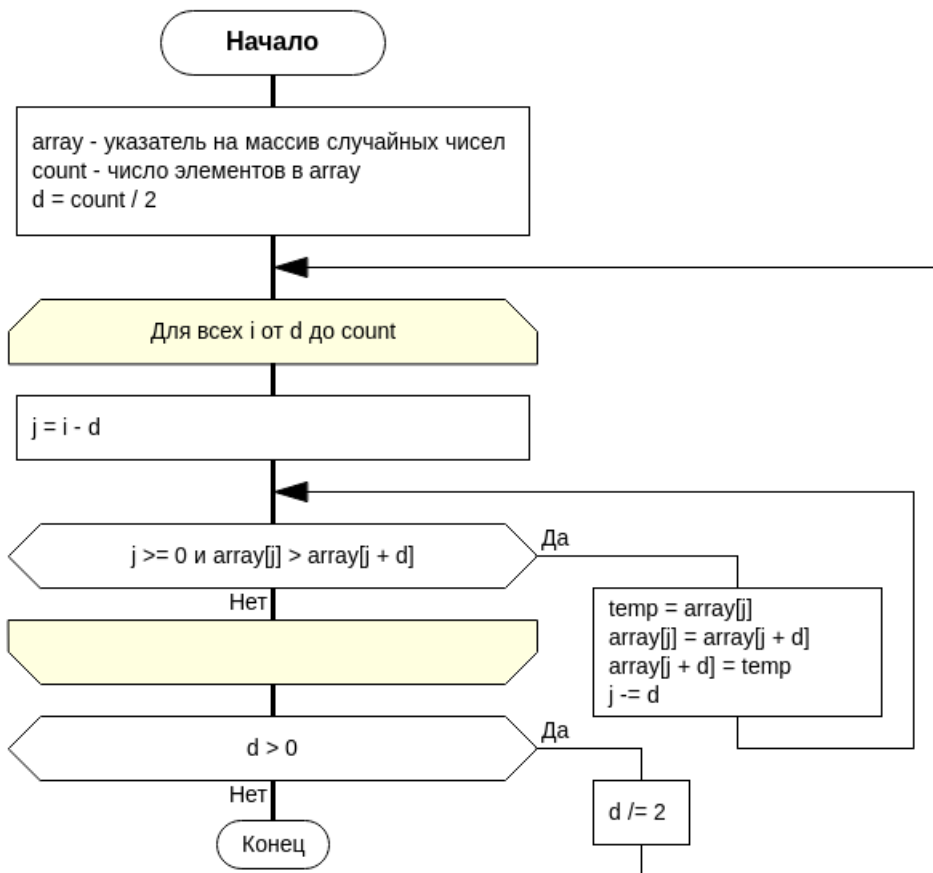 Начало
array - указатель на массив случайных чисел
count - число элементов в array
d = count / 2
Для всех i от d до count
j = i - d
j >= 0 и array[j] > array[j + d]
Да
Нет
temp = array[j]
array[j] = array[j + d]
array[j + d] = temp
j -= d
d > 0
Да
Нет
d /= 2
Конец